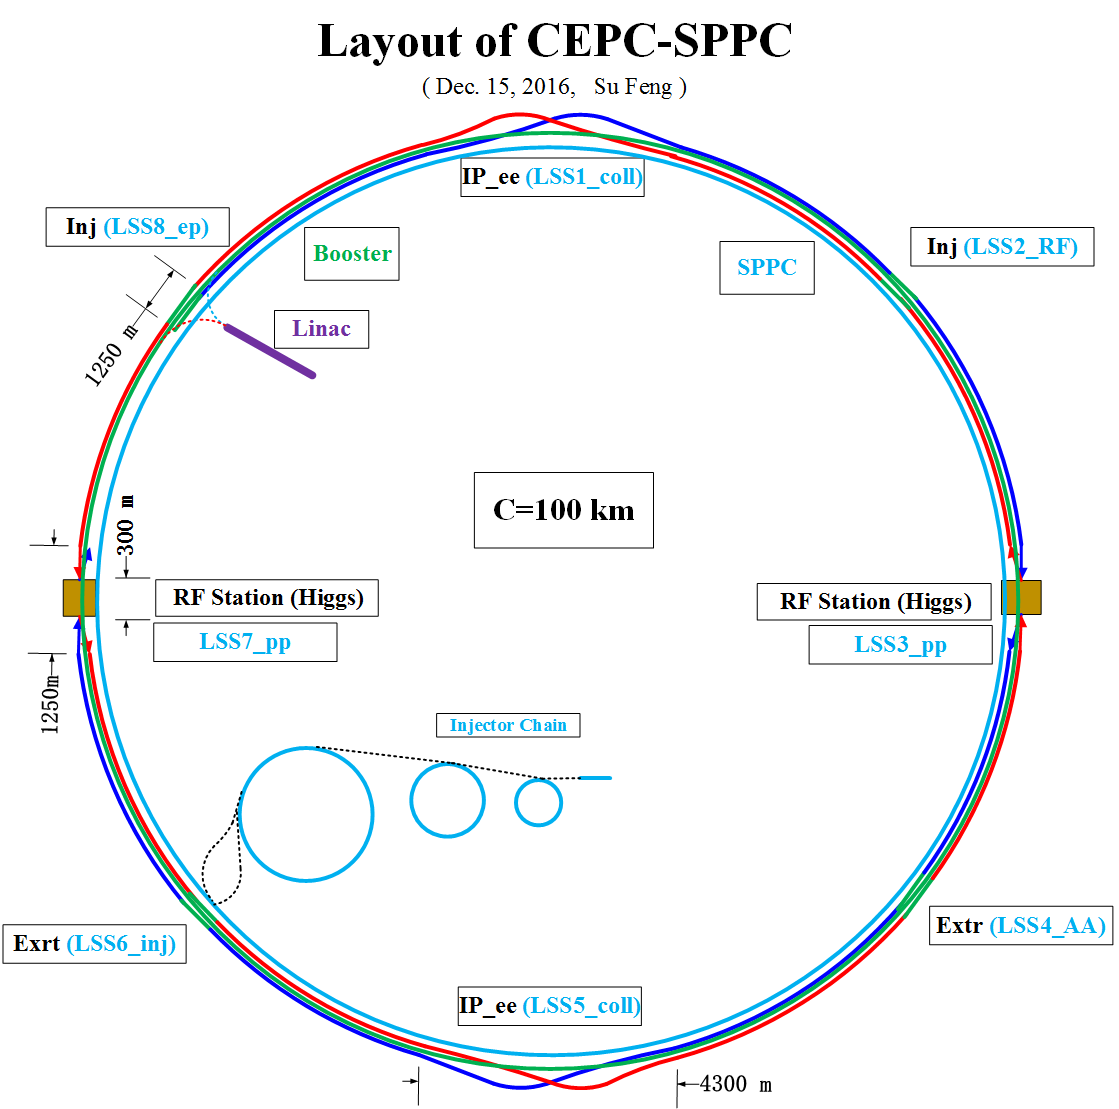 Layout of CEPC-SPPC
( Dec. 15, 2016, Su Feng )
IP_ee (LSS1_coll)
Inj (LSS8_ep)
Booster
SPPC
Inj (LSS2_RF)
Linac
1250 m
C=100 km
300 m
RF Station (Higgs)
LSS7_pp
RF Station (Higgs)
LSS3_pp
1250m
Injector Chain
Exrt (LSS6_inj)
Extr (LSS4_AA)
IP_ee (LSS5_coll)
4300 m